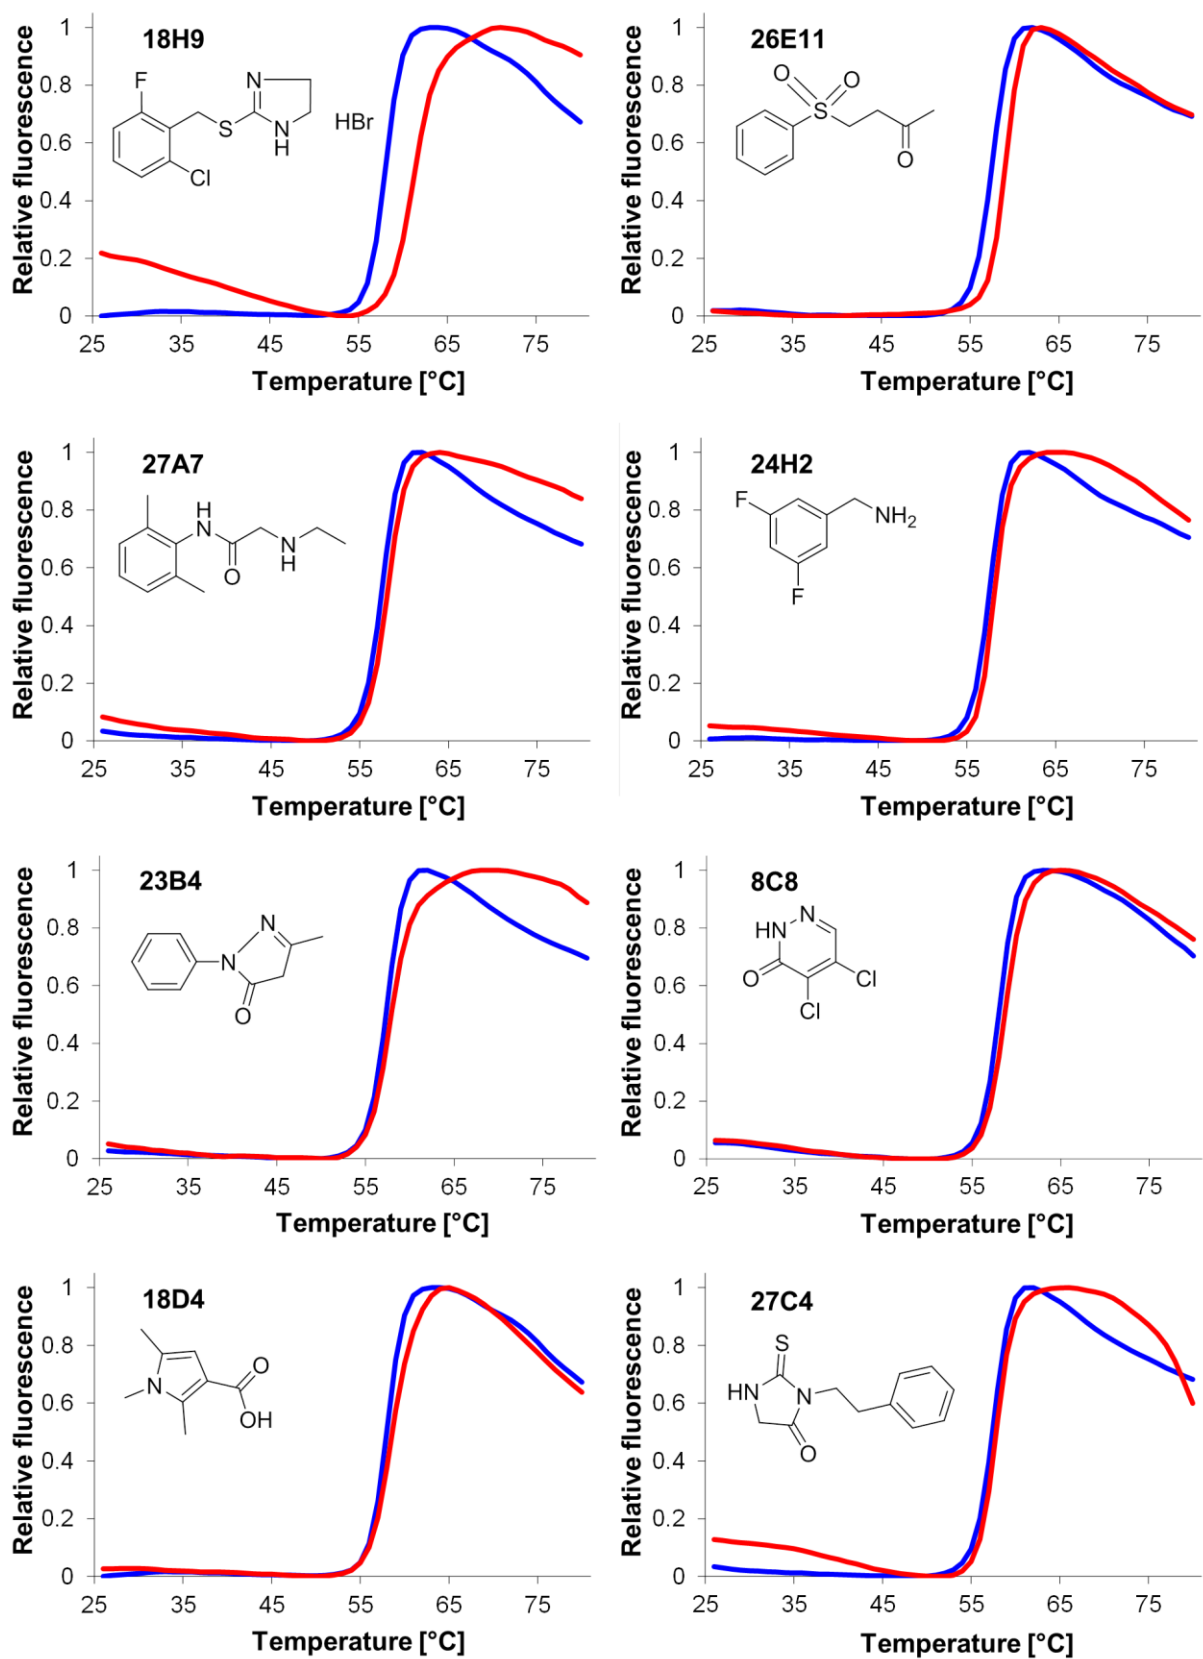 18H9
Relative fluorescence
1
0.8
0.6
0.4
0.2
0
F
Cl
S
N
N
H
HBr
25 35 45 55 65 75
Temperature [°C]
26E11
Relative fluorescence
1
0.8
0.6
0.4
0.2
0
O O
S
O
25 35 45 55 65 75
Temperature [°C]
27A7
Relative fluorescence
1
0.8
0.6
0.4
0.2
0
H
N
O
N
H
25 35 45 55 65 75
Temperature [°C]
24H2
Relative fluorescence
1
0.8
0.6
0.4
0.2
0
F
NH2
F
25 35 45 55 65 75
Temperature [°C]
23B4
Relative fluorescence
1
0.8
0.6
0.4
0.2
0
N
N
O
25 35 45 55 65 75
Temperature [°C]
8C8
Relative fluorescence
1
0.8
0.6
0.4
0.2
0
N
HN
O
Cl
Cl
25 35 45 55 65 75
Temperature [°C]
18D4
Relative fluorescence
1
0.8
0.6
0.4
0.2
0
N
O
OH
25 35 45 55 65 75
Temperature [°C]
27C4
Relative fluorescence
1
0.8
0.6
0.4
0.2
0
S
HN
N
O
25 35 45 55 65 75
Temperature [°C]